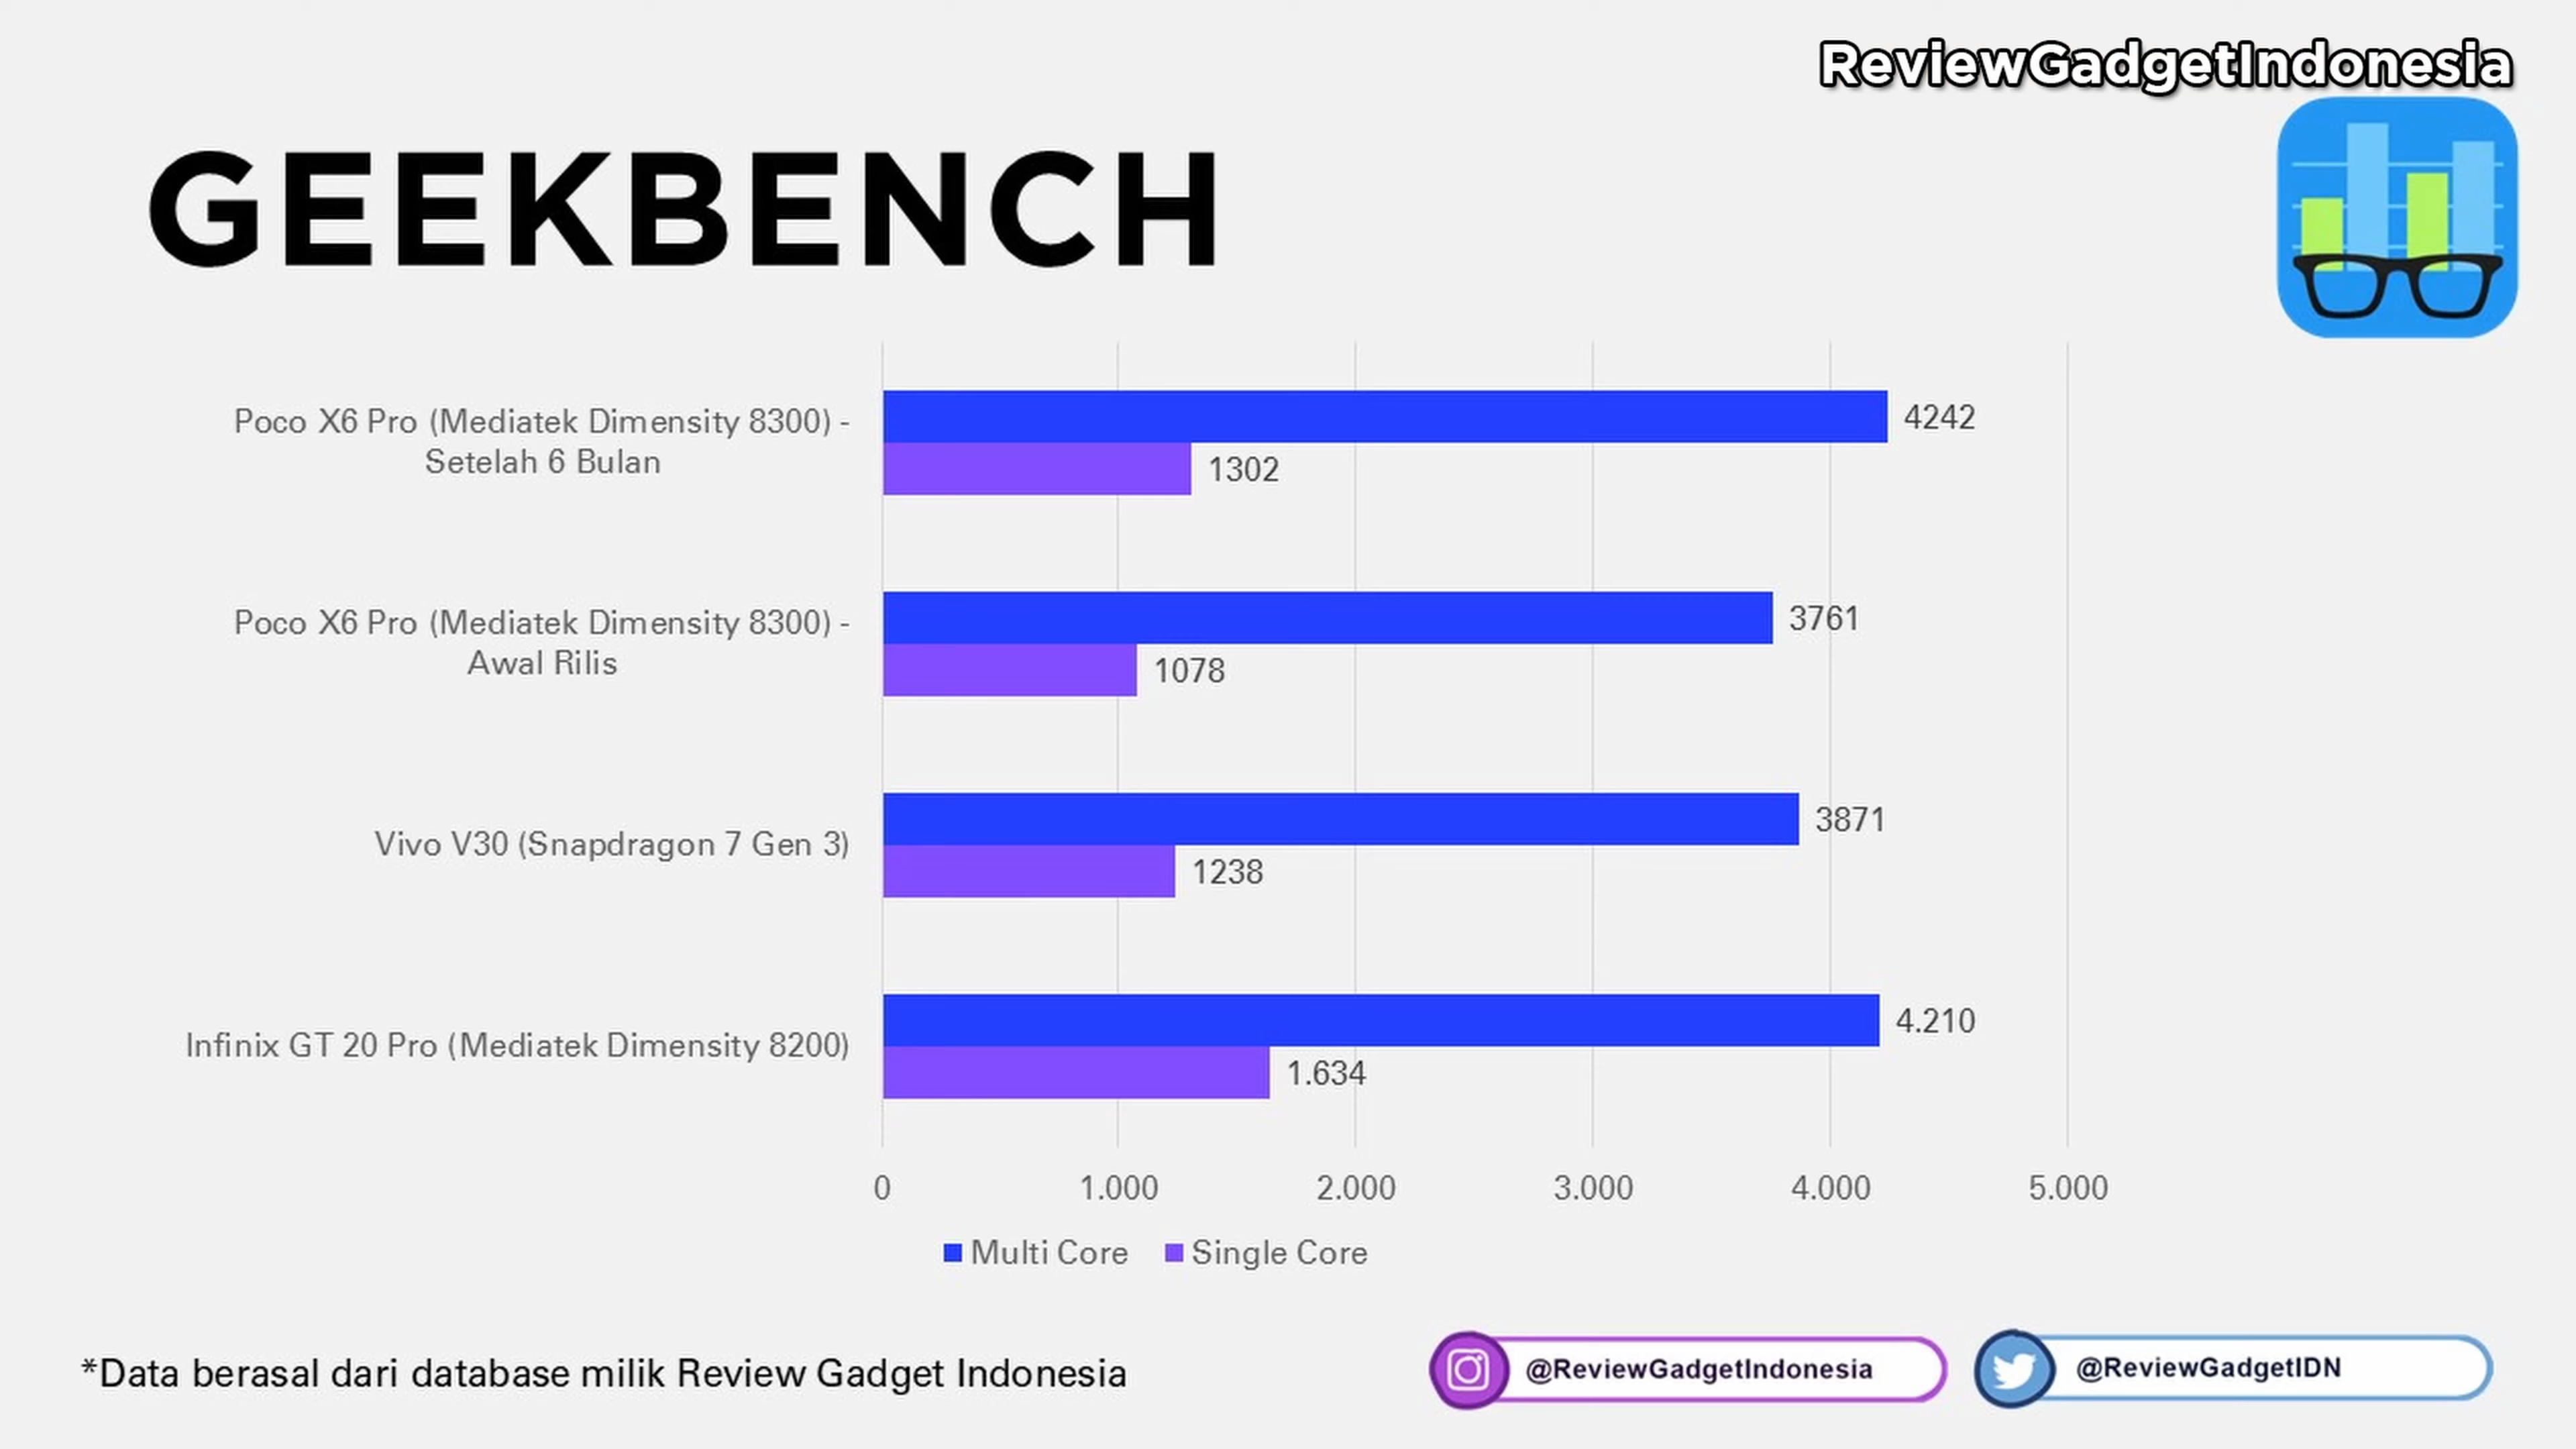 ReviewGadgetIndonesia
GEEKBENCH
Poco X6 Pro (Mediatek Dimensity 8300) -
Setelah 6 Bulan
4242
1302
Poco X6 Pro (Mediatek Dimensity 8300) -
Awal Rilis
3761
1078
Vivo V30 (Snapdragon 7 Gen 3)
3871
1238
Infinix GT 20 Pro (Mediatek Dimensity 8200)
4.210
1.634
0 1.000 2.000 3.000 4.000 5.000
Multi Core Single Core
*Data berasal dari database milik Review Gadget Indonesia
@ReviewGadgetIndonesia
@ReviewGadgetIDN